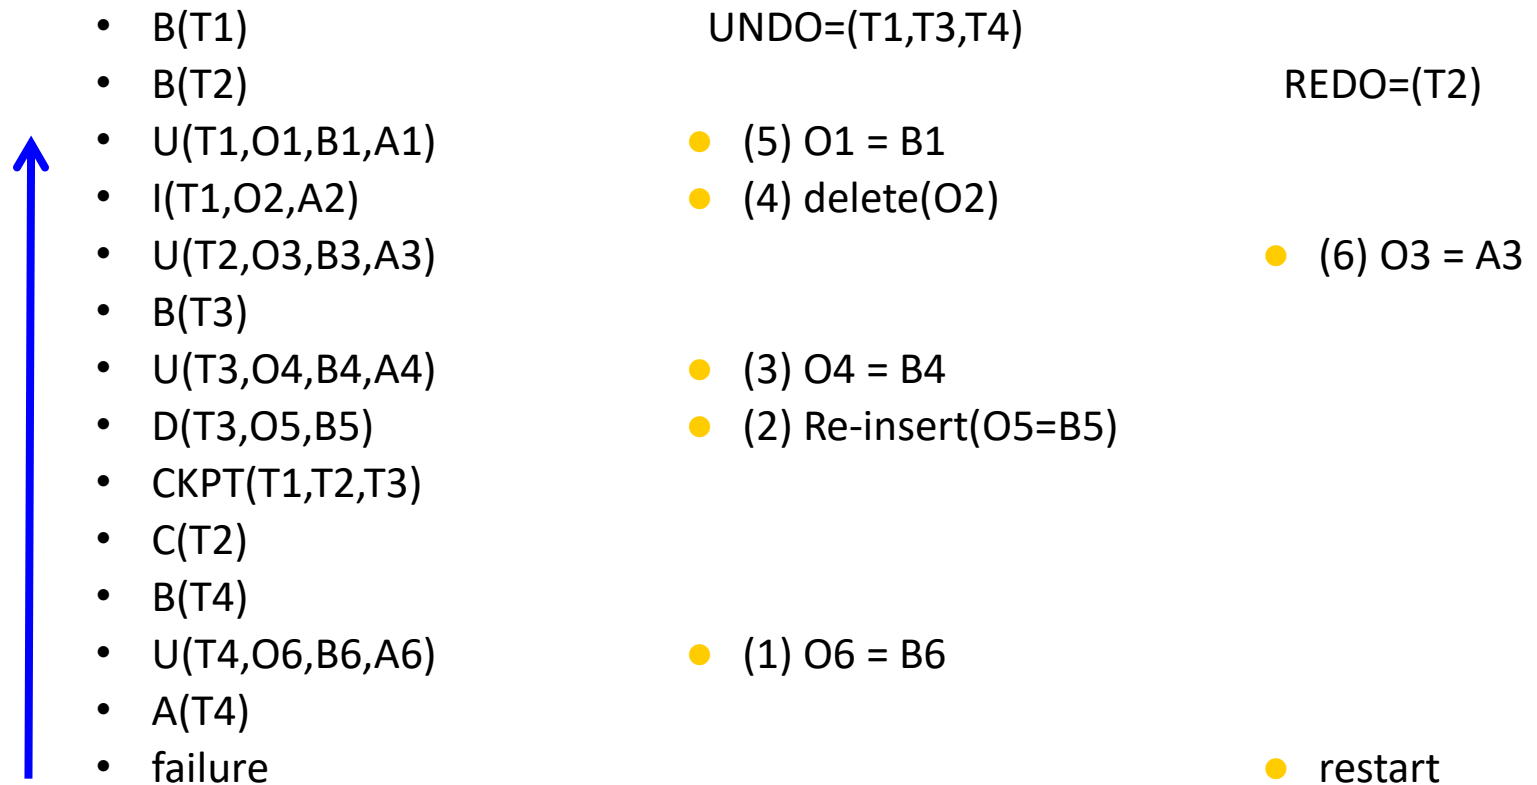 • B(T1) UNDO=(T1,T3,T4)
• B(T2) REDO=(T2)
• U(T1,O1,B1,A1) • (5) O1 = B1
• I(T1,O2,A2) • (4) delete(O2)
• U(T2,O3,B3,A3) • (6) O3 = A3
• B(T3)
• U(T3,O4,B4,A4) • (3) O4 = B4
• D(T3,O5,B5) • (2) Re-insert(O5=B5)
• CKPT(T1,T2,T3)
• C(T2)
• B(T4)
• U(T4,O6,B6,A6) • (1) O6 = B6
• A(T4)
• failure • restart